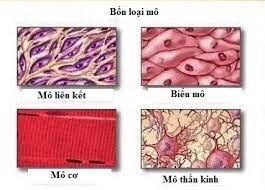 Bốn loại mô
Mô liên kết
Biểu mô
Mô cơ
Mô thần kinh